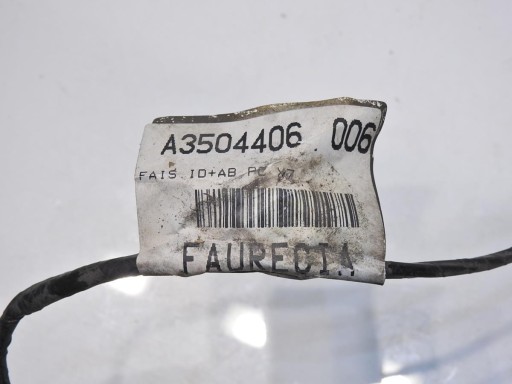 A3504406 006
FAIS ID+AB PC X7
FAURECIA